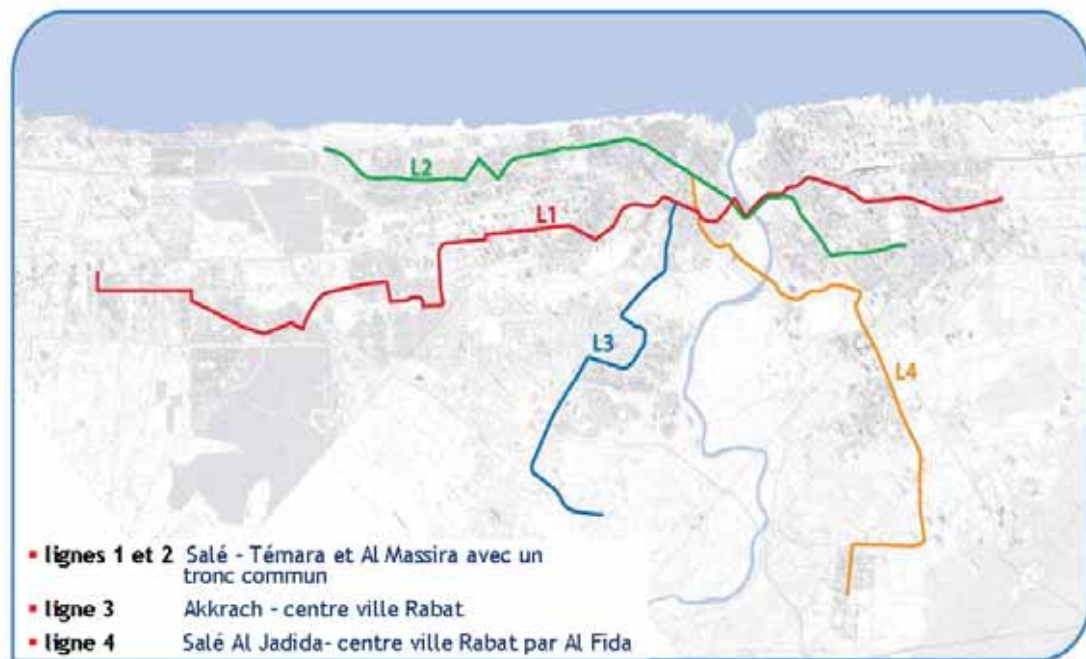 L2
L1
L3
L4
▪ lignes 1 et 2 Salé - Témara et Al Massira avec un
tronc commun
▪ ligne 3 Akkrach - centre ville Rabat
▪ ligne 4 Salé Al Jadida- centre ville Rabat par Al Fida